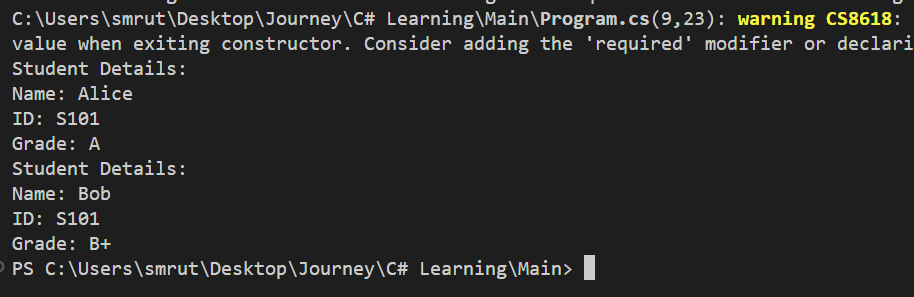 C:\Users\smrut\Desktop\Journey\C# Learning\Main\Program.cs(9,23): warning CS8618:
value when exiting constructor. Consider adding the 'required' modifier or declari
Student Details:
Name: Alice
ID: S101
Grade: A
Student Details:
Name: Bob
ID: S101
Grade: B+
PS C:\Users\smrut\Desktop\Journey\C# Learning\Main>